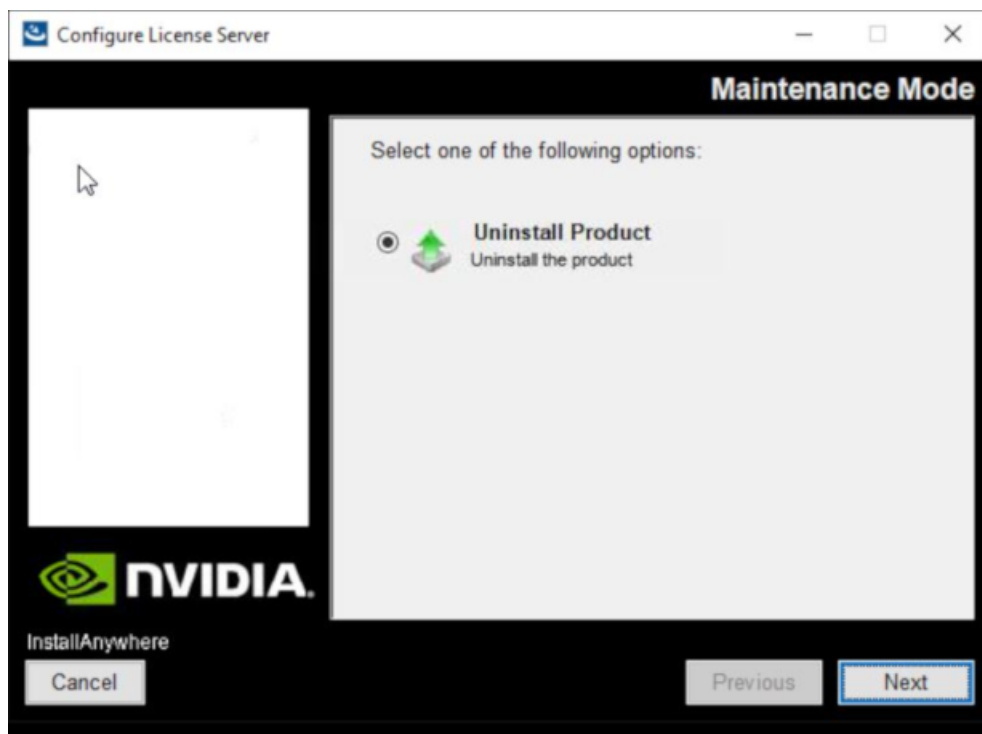 Configure License Server
Maintenance Mode
Select one of the following options:
Uninstall Product
Uninstall the product
NVIDIA.
InstallAnywhere
Cancel
Previous
Next